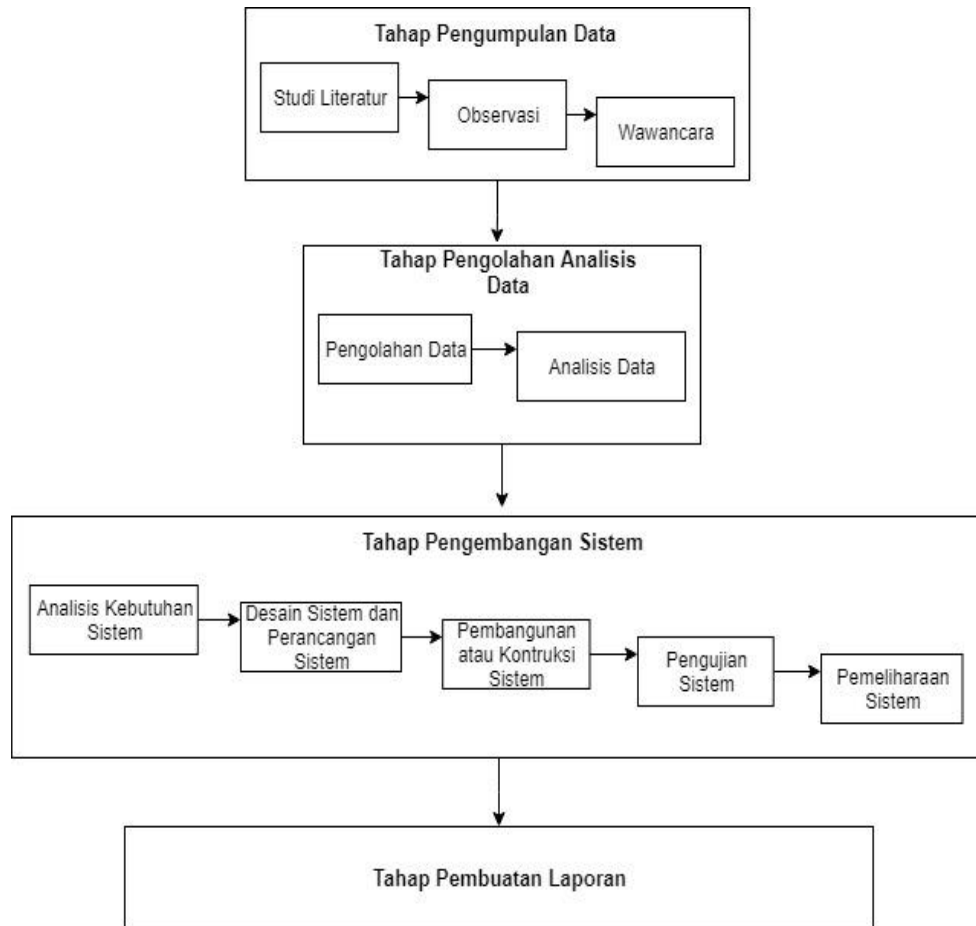 Tahap Pengumpulan Data
Studi Literatur
Observasi
Wawancara
Tahap Pengolahan Analisis
Data
Pengolahan Data
Analisis Data
Tahap Pengembangan Sistem
Analisis Kebutuhan
Sistem
Desain Sistem dan
Perancangan
Sistem
Pembangunan
atau Kontruksi
Sistem
Pengujian
Sistem
Pemeliharaan
Sistem
Tahap Pembuatan Laporan